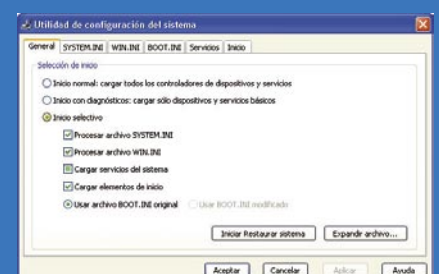 Utilidad de configuración del sistema
General SYSTEM.INI WIN.INI BOOT.INI Servicios Inicio
Selección de inicio
Inicio normal: cargar todos los controladores de dispositivos y servicios
Inicio con diagnósticos: cargar sólo dispositivos y servicios básicos
Inicio selectivo
Procesar archivo SYSTEM.INI
Procesar archivo WIN.INI
Cargar servicios del sistema
Cargar elementos de inicio
Usar archivo BOOT.INI original Usar BOOT.INI modificado
Iniciar Restaurar sistema Expandir archivo...
Aceptar Cancelar Aplicar Ayuda